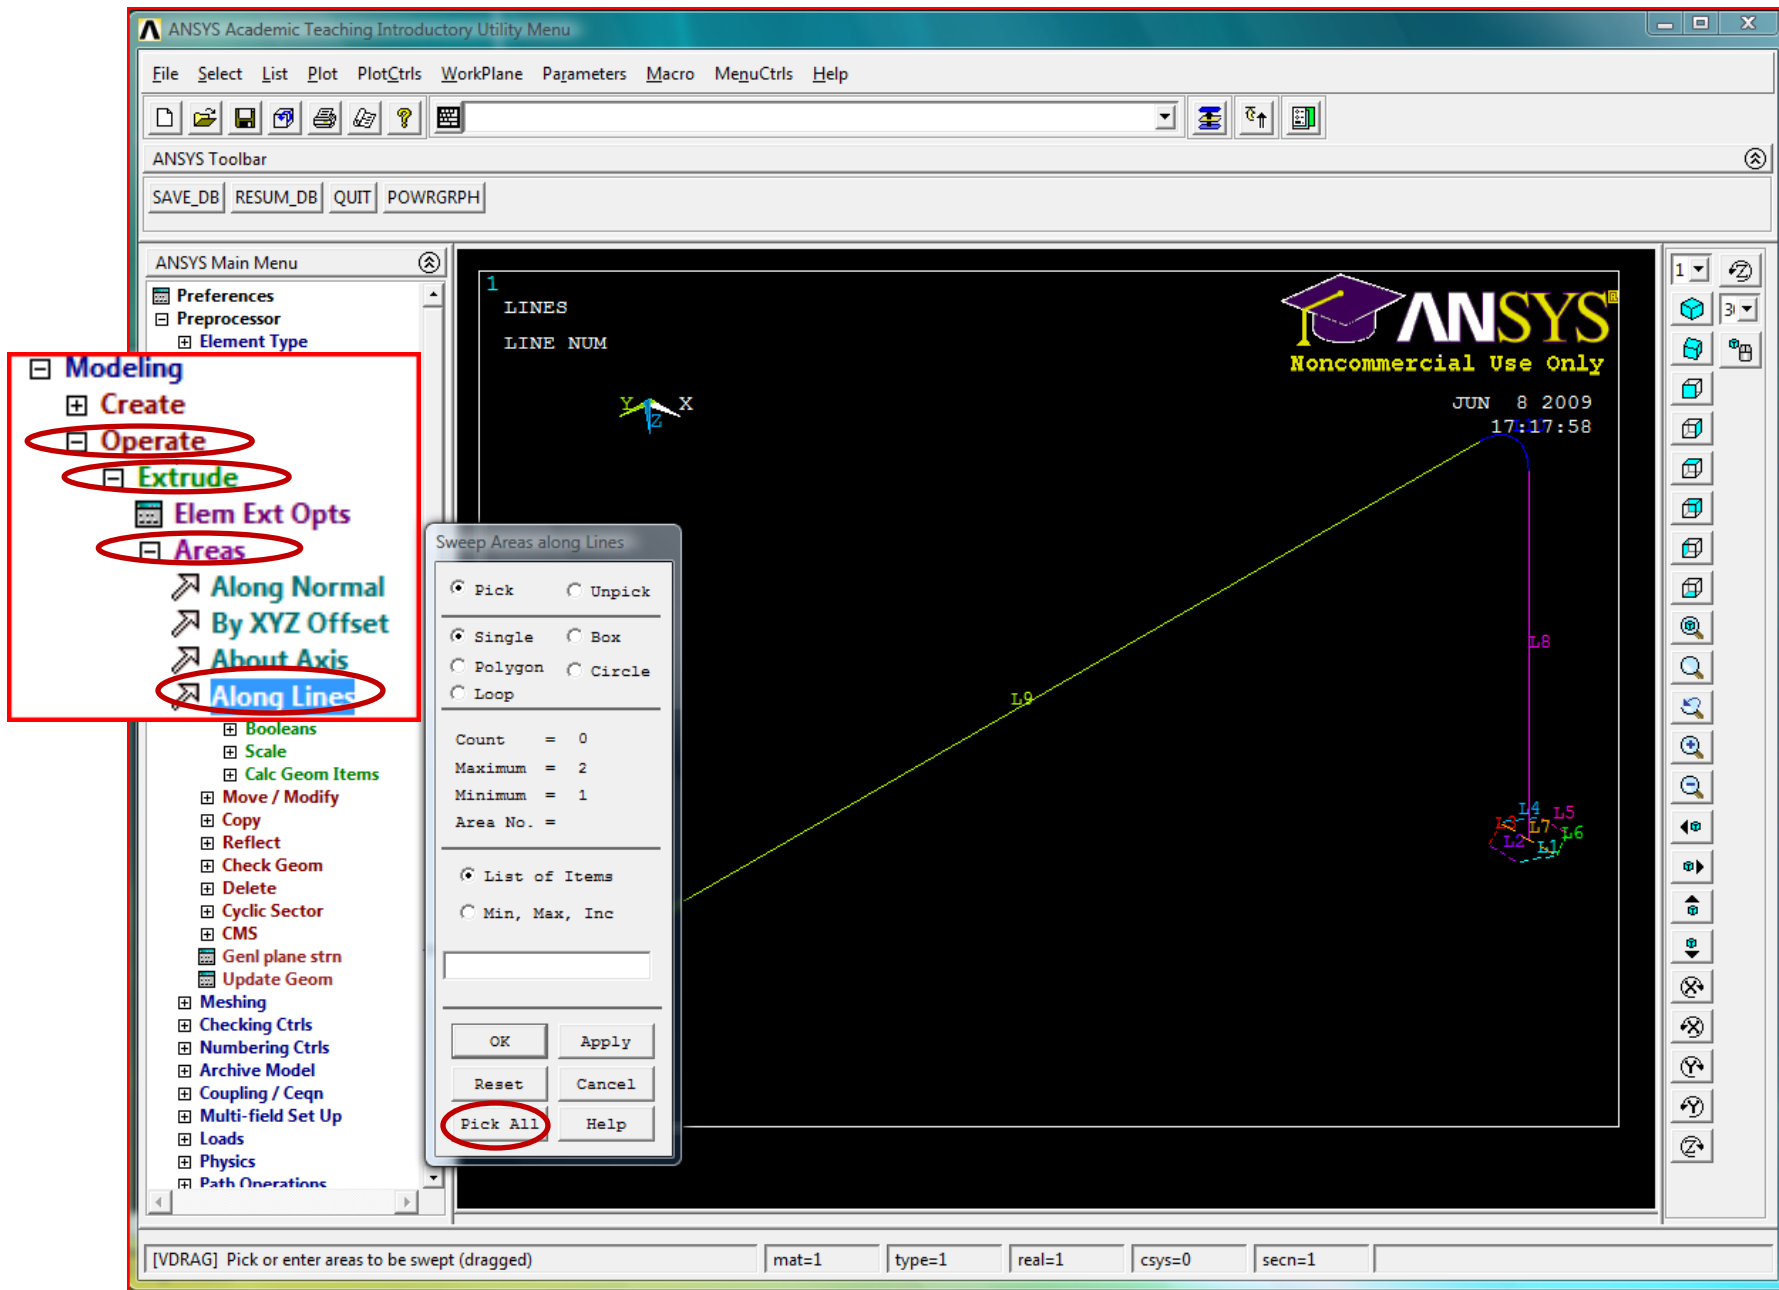 ANSYS Academic Teaching Introductory Utility Menu
File Select List Plot PlotCtrls WorkPlane Parameters Macro MenuCtrls Help
ANSYS Toolbar
SAVE_DB RESUM_DB QUIT POWRGRPH
ANSYS Main Menu
Preferences
Preprocessor
Element Type
Modeling
Create
Operate
Extrude
Elem Ext Opts
Areas
Along Normal
By XYZ Offset
About Axis
Along Lines
Booleans
Scale
Calc Geom Items
Move / Modify
Copy
Reflect
Check Geom
Delete
Cyclic Sector
CMS
Genl plane strn
Update Geom
Meshing
Checking Ctrls
Numbering Ctrls
Archive Model
Coupling / Ceqn
Multi-field Set Up
Loads
Physics
Path Operations
Sweep Areas along Lines
Pick Unpick
Single Box
Polygon Circle
Loop
Count = 0
Maximum = 2
Minimum = 1
Area No. =
List of Items
Min, Max, Inc
OK Apply
Reset Cancel
Pick All Help
1
LINES
LINE NUM
Y X
Z
ANSYS
Noncommercial Use Only
JUN 8 2009
17:17:58
L8
L9
L4 L5
L3 L7 L6
L2 L1
1
[VDRAG] Pick or enter areas to be swept (dragged)
mat=1 type=1 real=1 csys=0 secn=1